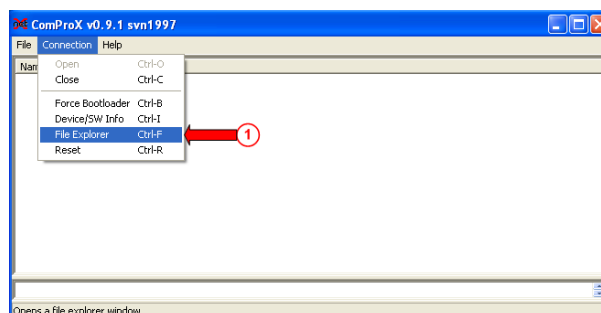 ComProX v0.9.1 svn1997
File Connection Help
Nam
Open Ctrl-O
Close Ctrl-C
Force Bootloader Ctrl-B
Device/SW Info Ctrl-I
File Explorer Ctrl-F
Reset Ctrl-R
1
Opens a file explorer window